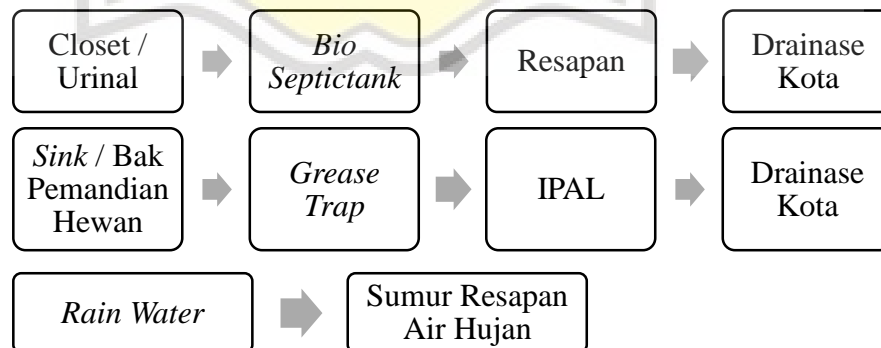 Closet /
Urinal
Bio
Septictank
Resapan
Drainase
Kota
Sink / Bak
Pemandian
Hewan
Grease
Trap
IPAL
Drainase
Kota
Rain Water
Sumur Resapan
Air Hujan